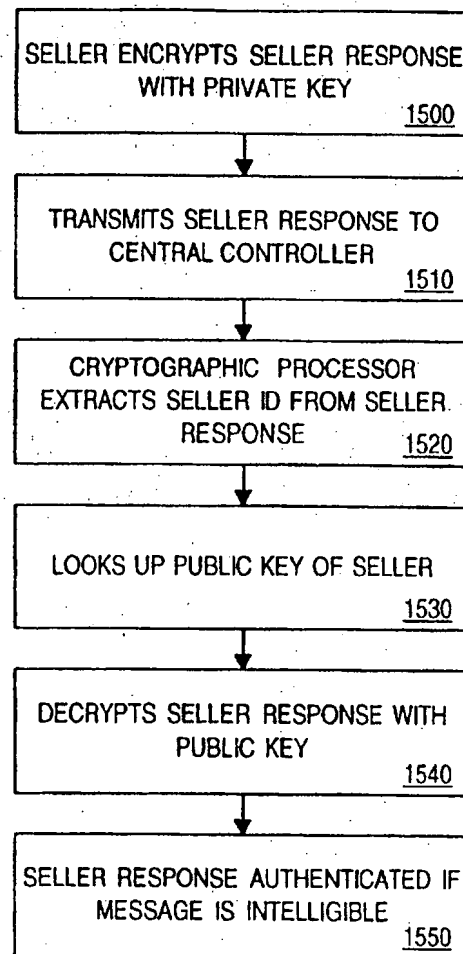 SELLER ENCRYPTS SELLER RESPONSE
WITH PRIVATE KEY
1500
TRANSMITS SELLER RESPONSE TO
CENTRAL CONTROLLER
1510
CRYPTOGRAPHIC PROCESSOR
EXTRACTS SELLER ID FROM SELLER
RESPONSE
1520
LOOKS UP PUBLIC KEY OF SELLER
1530
DECRYPTS SELLER RESPONSE WITH
PUBLIC KEY
1540
SELLER RESPONSE AUTHENTICATED IF
MESSAGE IS INTELLIGIBLE
1550